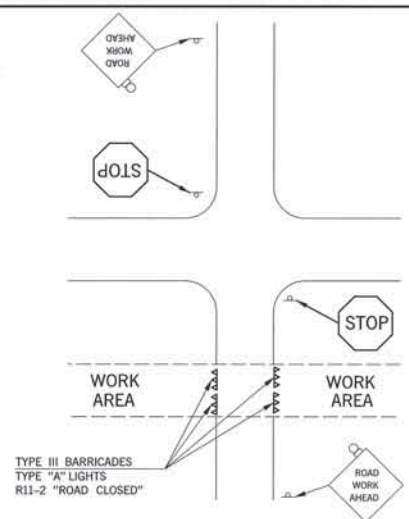 ROAD
WORK
AHEAD
STOP
STOP
WORK
AREA
WORK
AREA
TYPE III BARRICADES
TYPE "A" LIGHTS
R11-2 "ROAD CLOSED"
ROAD
WORK
AHEAD